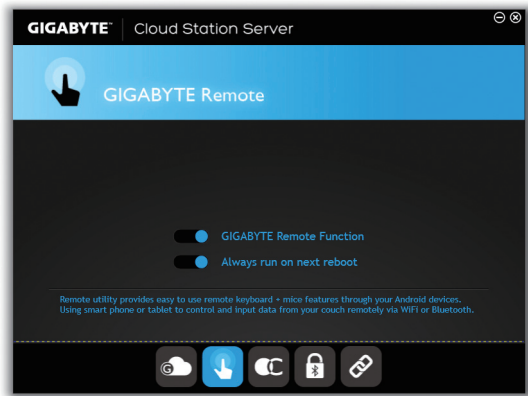 GIGABYTE™ Cloud Station Server
GIGABYTE Remote
GIGABYTE Remote Function
Always run on next reboot
Remote utility provides easy to use remote keyboard + mice features through your Android devices.
Using smart phone or tablet to control and input data from your couch remotely via WiFi or Bluetooth.
G